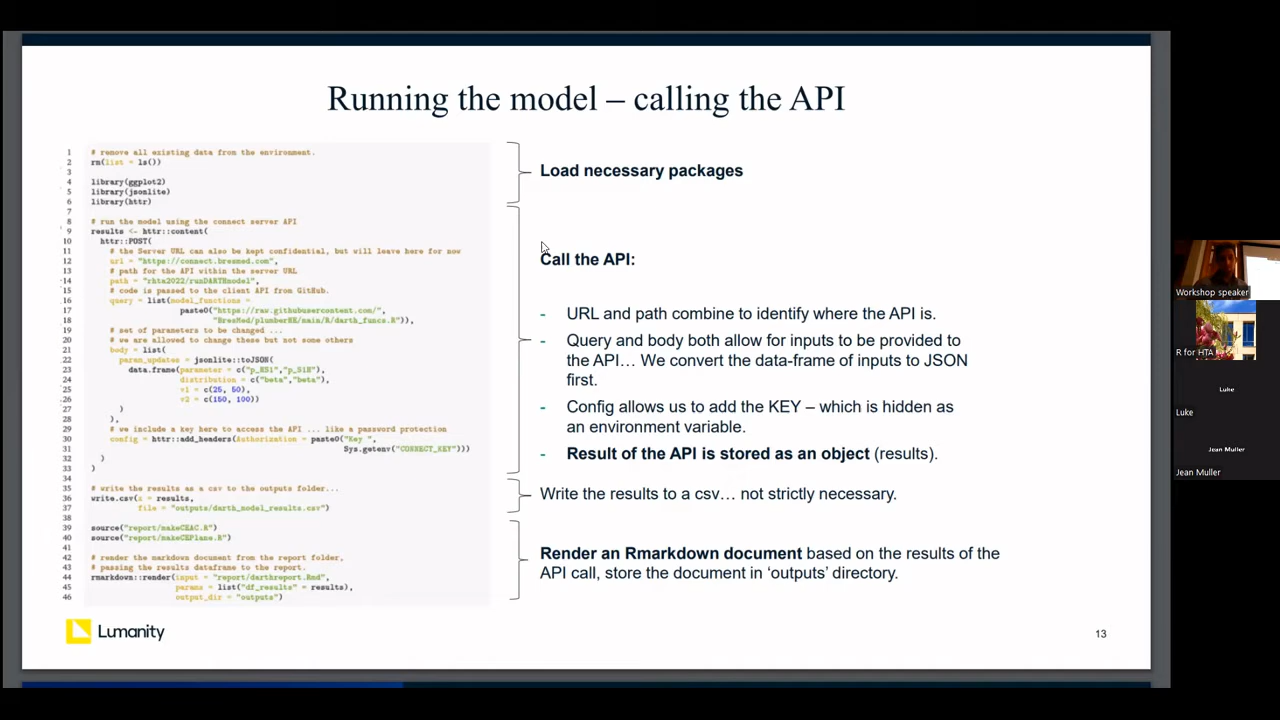 Running the model – calling the API
1 # remove all existing data from the environment.
2 rm(list = ls())
3
4 library(ggplot2)
5 library(jsonlite)
6 library(httr)
7
8 # run the model using the connect server API
9 results <- httr::content(
10 httr::POST(
11 # the Server URL can also be kept confidential, but will leave here for now
12 url = "https://connect.bresmed.com",
13 # path for the API within the server URL
14 path = "rhta2022/runDARTHmodel",
15 # code is passed to the client API from GitHub.
16 query = list(model_functions =
17 paste0("https://raw.githubusercontent.com/",
18 "BresMed/plumberHE/main/R/darth_funcs.R")),
19 # set of parameters to be changed ...
20 # we are allowed to change these but not some others
21 body = list(
22 param_updates = jsonlite::toJSON(
23 data.frame(parameter = c("p_HS1","p_S1H"),
24 distribution = c("beta","beta"),
25 v1 = c(25, 50),
26 v2 = c(150, 100))
27 )
28 ),
29 # we include a key here to access the API ... like a password protection
30 config = httr::add_headers(Authorization = paste0("Key ",
31 Sys.getenv("CONNECT_KEY")))
32 )
33 )
34
35 # write the results as a csv to the outputs folder...
36 write.csv(x = results,
37 file = "outputs/darth_model_results.csv")
38
39 source("report/makeCEAC.R")
40 source("report/makeCEPlane.R")
41
42 # render the markdown document from the report folder,
43 # passing the results dataframe to the report.
44 rmarkdown::render(input = "report/darthreport.Rmd",
45 params = list("df_results" = results),
46 output_dir = "outputs")
Load necessary packages
Call the API:
- URL and path combine to identify where the API is.
- Query and body both allow for inputs to be provided to
the API… We convert the data-frame of inputs to JSON
first.
- Config allows us to add the KEY – which is hidden as
an environment variable.
- Result of the API is stored as an object (results).
Write the results to a csv… not strictly necessary.
Render an Rmarkdown document based on the results of the
API call, store the document in ‘outputs’ directory.
Lumanity
13
Workshop speaker
R for HTA
Luke
Luke
Jean Muller
Jean Muller